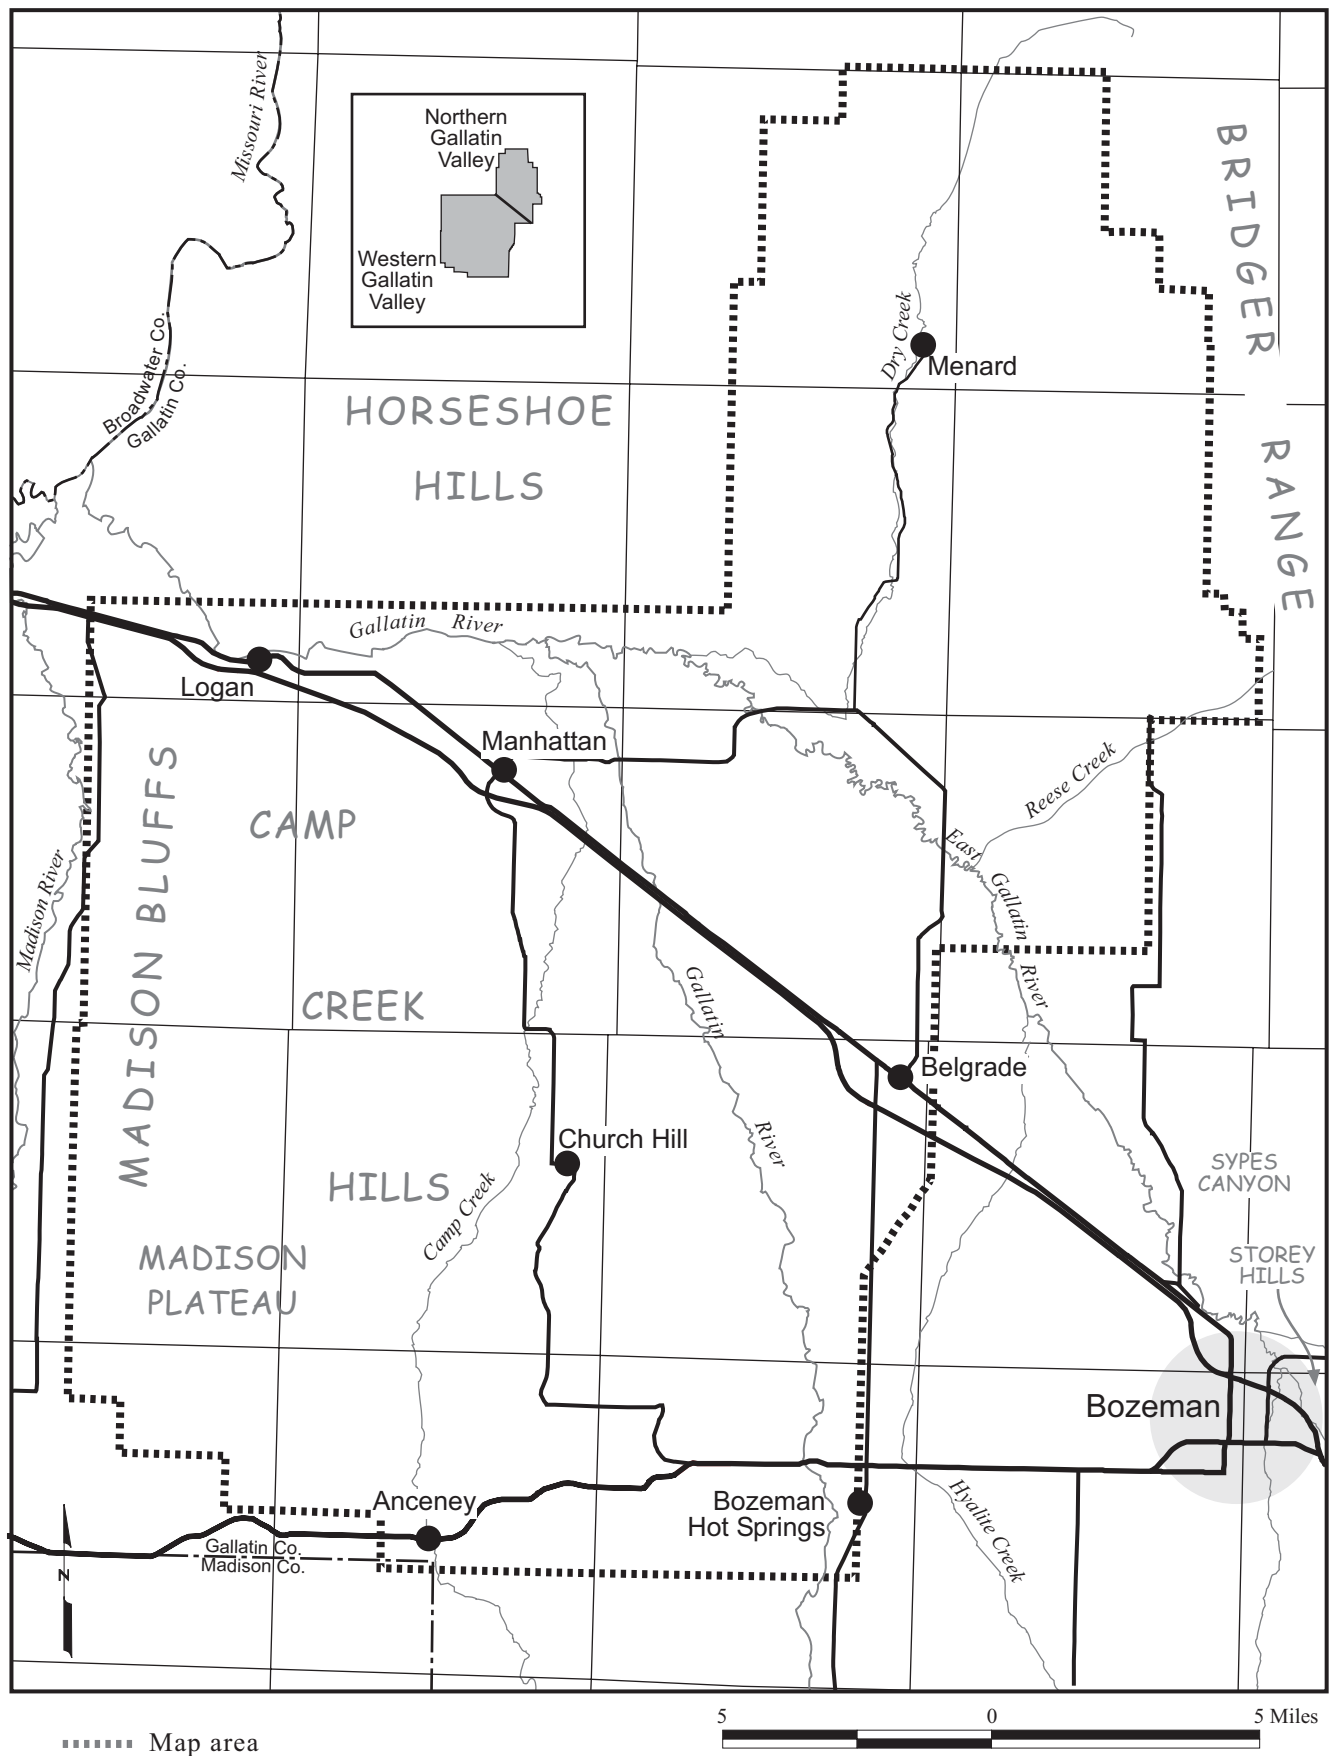 Missouri River
Northern
Gallatin
Valley
Western
Gallatin
Valley
BRIDGER
RANGE
Dry Creek
Menard
Broadwater Co.
Gallatin Co.
HORSESHOE
HILLS
Gallatin River
Logan
Manhattan
Reese Creek
MADISON BLUFFS
CAMP
CREEK
HILLS
Madison River
East
Gallatin
River
Gallatin
River
Belgrade
Church Hill
SYPES
CANYON
Camp Creek
MADISON
PLATEAU
STOREY
HILLS
Bozeman
Anceney
Bozeman
Hot Springs
Hyalite Creek
Gallatin Co.
Madison Co.
N
5 0 5 Miles
Map area